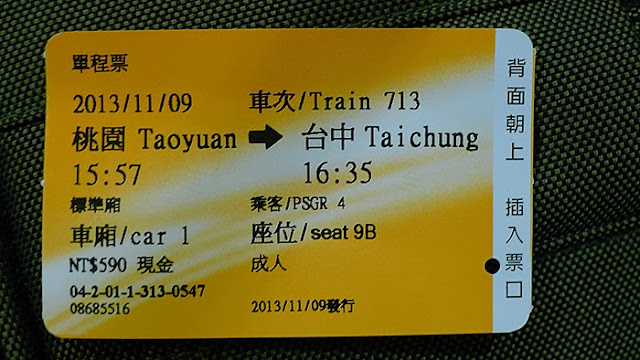 單程票
2013/11/09 車次/Train 713
桃園 Taoyuan → 台中 Taichung
15:57 16:35
標準廂 乘客/PSGR 4
車廂/car 1 座位/seat 9B
NT$590 現金 成人
04-2-01-1-313-0547
08685516 2013/11/09發行
背面朝上 插入票口